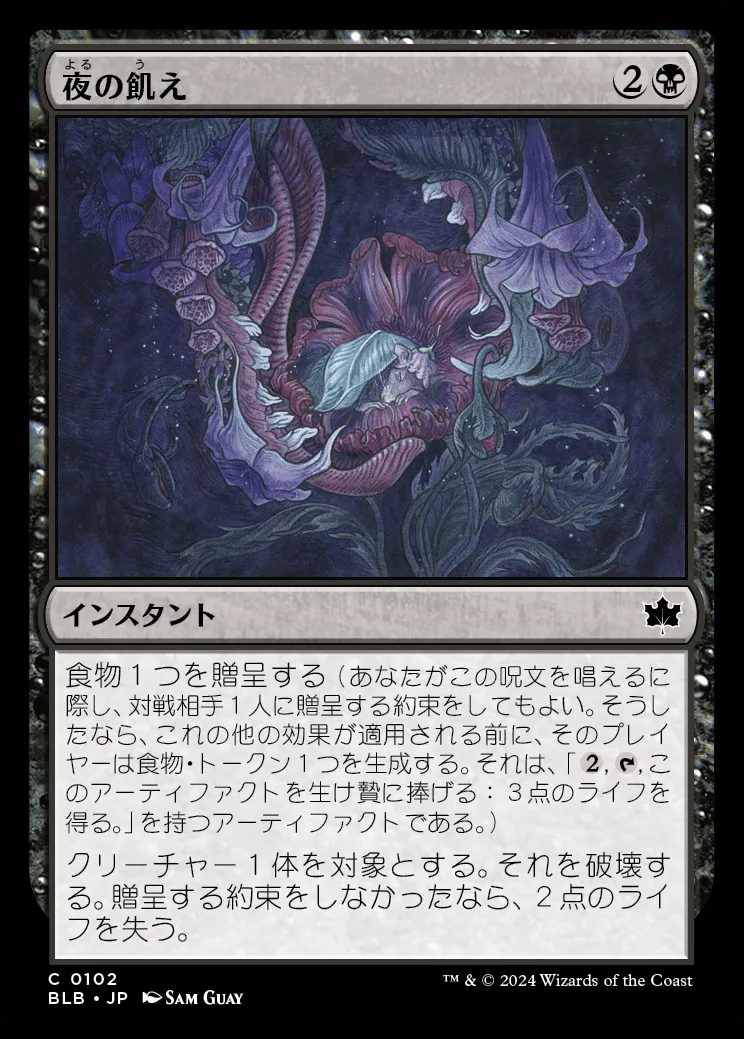 よる う
夜の飢え 2
インスタント
食物１つを贈呈する（あなたがこの呪文を唱えるに
際し、対戦相手１人に贈呈する約束をしてもよい。そうし
たなら、これの他の効果が適用される前に、そのプレイ
ヤーは食物・トークン１つを生成する。それは、「2, , こ
のアーティファクトを生け贄に捧げる：３点のライフを
得る。」を持つアーティファクトである。）
クリーチャー１体を対象とする。それを破壊す
る。贈呈する約束をしなかったなら、２点のライ
フを失う。
C 0102
BLB • JP SAM GUAY
™ & © 2024 Wizards of the Coast